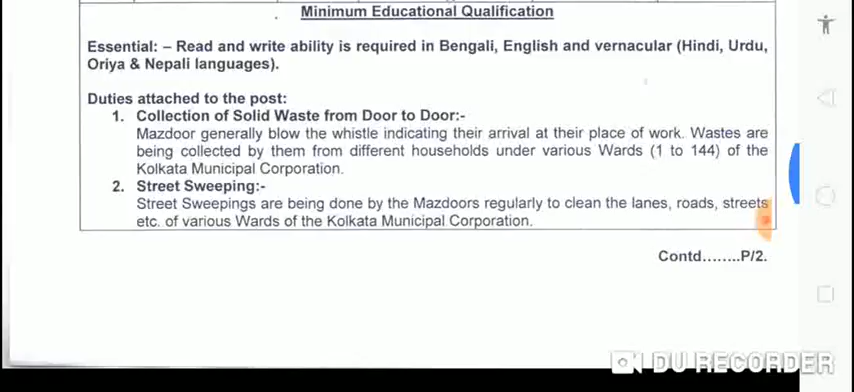 Minimum Educational Qualification
Essential: – Read and write ability is required in Bengali, English and vernacular (Hindi, Urdu,
Oriya & Nepali languages).
Duties attached to the post:
1. Collection of Solid Waste from Door to Door:-
Mazdoor generally blow the whistle indicating their arrival at their place of work. Wastes are
being collected by them from different households under various Wards (1 to 144) of the
Kolkata Municipal Corporation.
2. Street Sweeping:-
Street Sweepings are being done by the Mazdoors regularly to clean the lanes, roads, streets
etc. of various Wards of the Kolkata Municipal Corporation.
Contd........P/2.
DU RECORDER